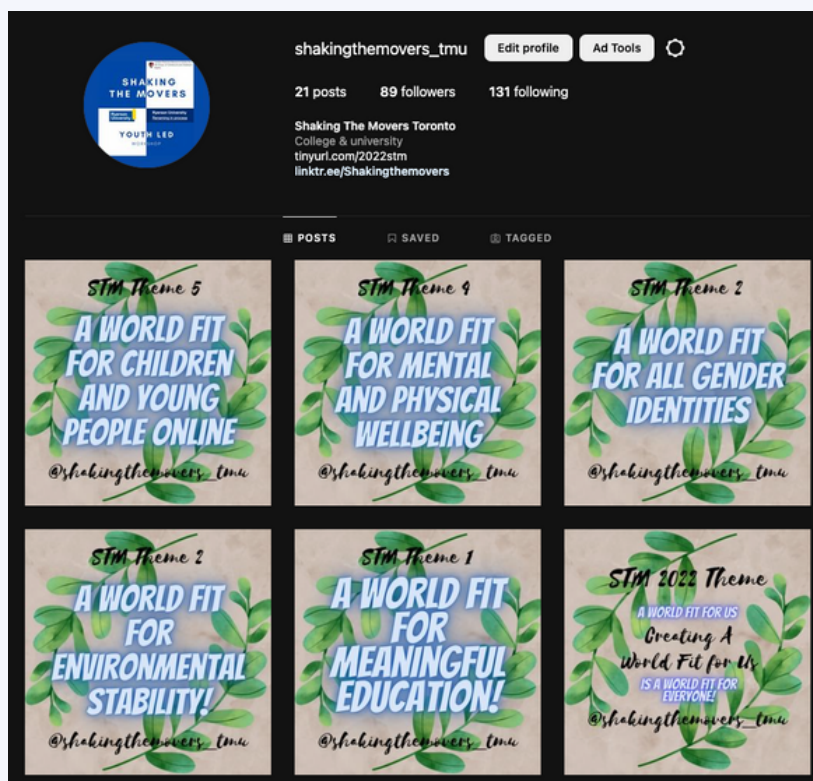 shakingthemovers_tmu Edit profile Ad Tools
21 posts 89 followers 131 following
Shaking The Movers Toronto
College & university
tinyurl.com/2022stm
linktr.ee/Shakingthemovers
SHAKING
THE MOVERS
YOUTH LED
WORKSHOP
POSTS SAVED TAGGED
STM Theme 5
A WORLD FIT
FOR CHILDREN
AND YOUNG
PEOPLE ONLINE
@shakingthemovers_tmu
STM Theme 4
A WORLD FIT
FOR MENTAL
AND PHYSICAL
WELLBEING
@shakingthemovers_tmu
STM Theme 2
A WORLD FIT
FOR ALL GENDER
IDENTITIES
@shakingthemovers_tmu
STM Theme 2
A WORLD FIT
FOR
ENVIRONMENTAL
STABILITY!
@shakingthemovers_tmu
STM Theme 1
A WORLD FIT
FOR
MEANINGFUL
EDUCATION!
@shakingthemovers_tmu
STM 2022 Theme
A WORLD FIT FOR US
Creating A
World Fit for Us
IS A WORLD FIT FOR
EVERYONE!
@shakingthemovers_tmu